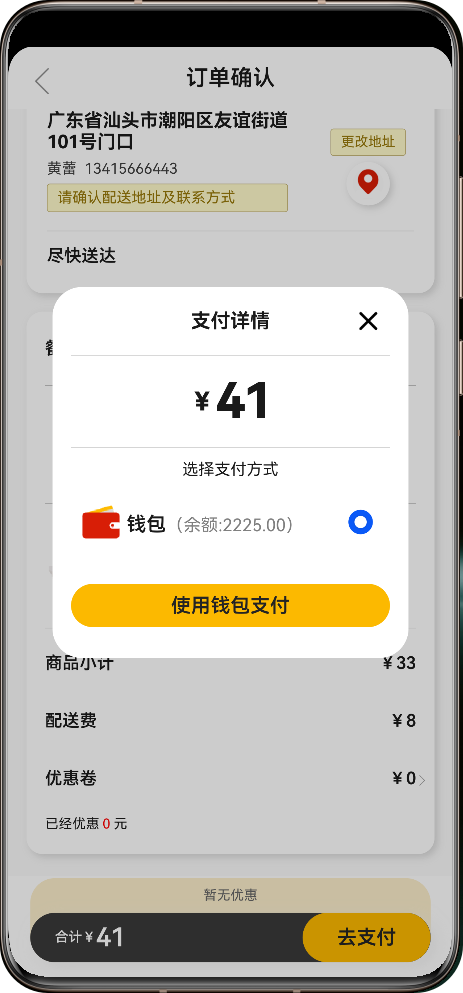 订单确认
广东省汕头市潮阳区友谊街道
101号门口
更改地址
黄蕾 13415666443
请确认配送地址及联系方式
尽快送达
支付详情
¥41
选择支付方式
钱包（余额:2225.00）
使用钱包支付
商品小计 ¥33
配送费 ¥8
优惠卷 ¥0
已经优惠 0 元
暂无优惠
合计¥41 去支付